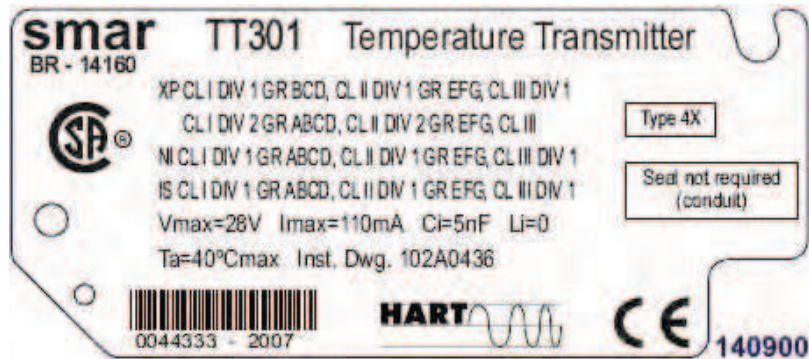 smar TT301 Temperature Transmitter
BR - 14160
XP CL I DIV 1 GR BCD, CL II DIV 1 GR EFG, CL III DIV 1
CL I DIV 2 GR ABCD, CL II DIV 2 GR EFG, CL III
NI CL I DIV 1 GR ABCD, CL II DIV 1 GR EFG, CL III DIV 1
IS CL I DIV 1 GR ABCD, CL II DIV 1 GR EFG, CL III DIV 1
Vmax=28V Imax=110mA Ci=5nF Li=0
Ta=40ºCmax Inst. Dwg. 102A0436
SA ®
Type 4X
Seal not required
(conduit)
0044333 - 2007
HART
CE
140900